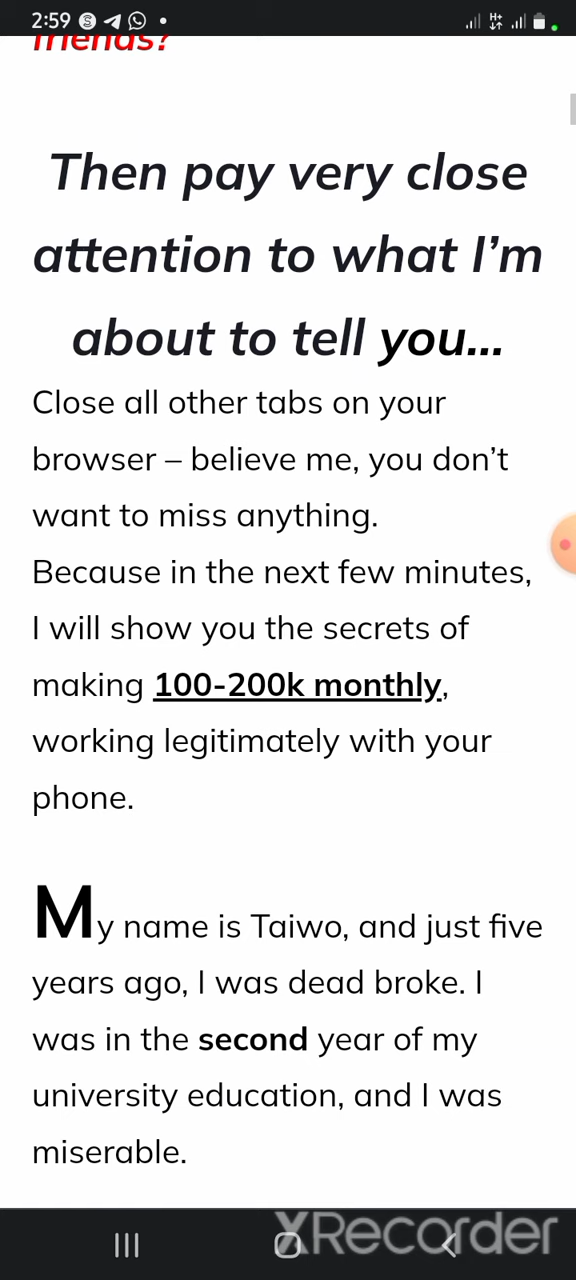 2:59
friends?
Then pay very close
attention to what I’m
about to tell you...
Close all other tabs on your
browser – believe me, you don’t
want to miss anything.
Because in the next few minutes,
I will show you the secrets of
making 100-200k monthly,
working legitimately with your
phone.
My name is Taiwo, and just five
years ago, I was dead broke. I
was in the second year of my
university education, and I was
miserable.
XRecorder